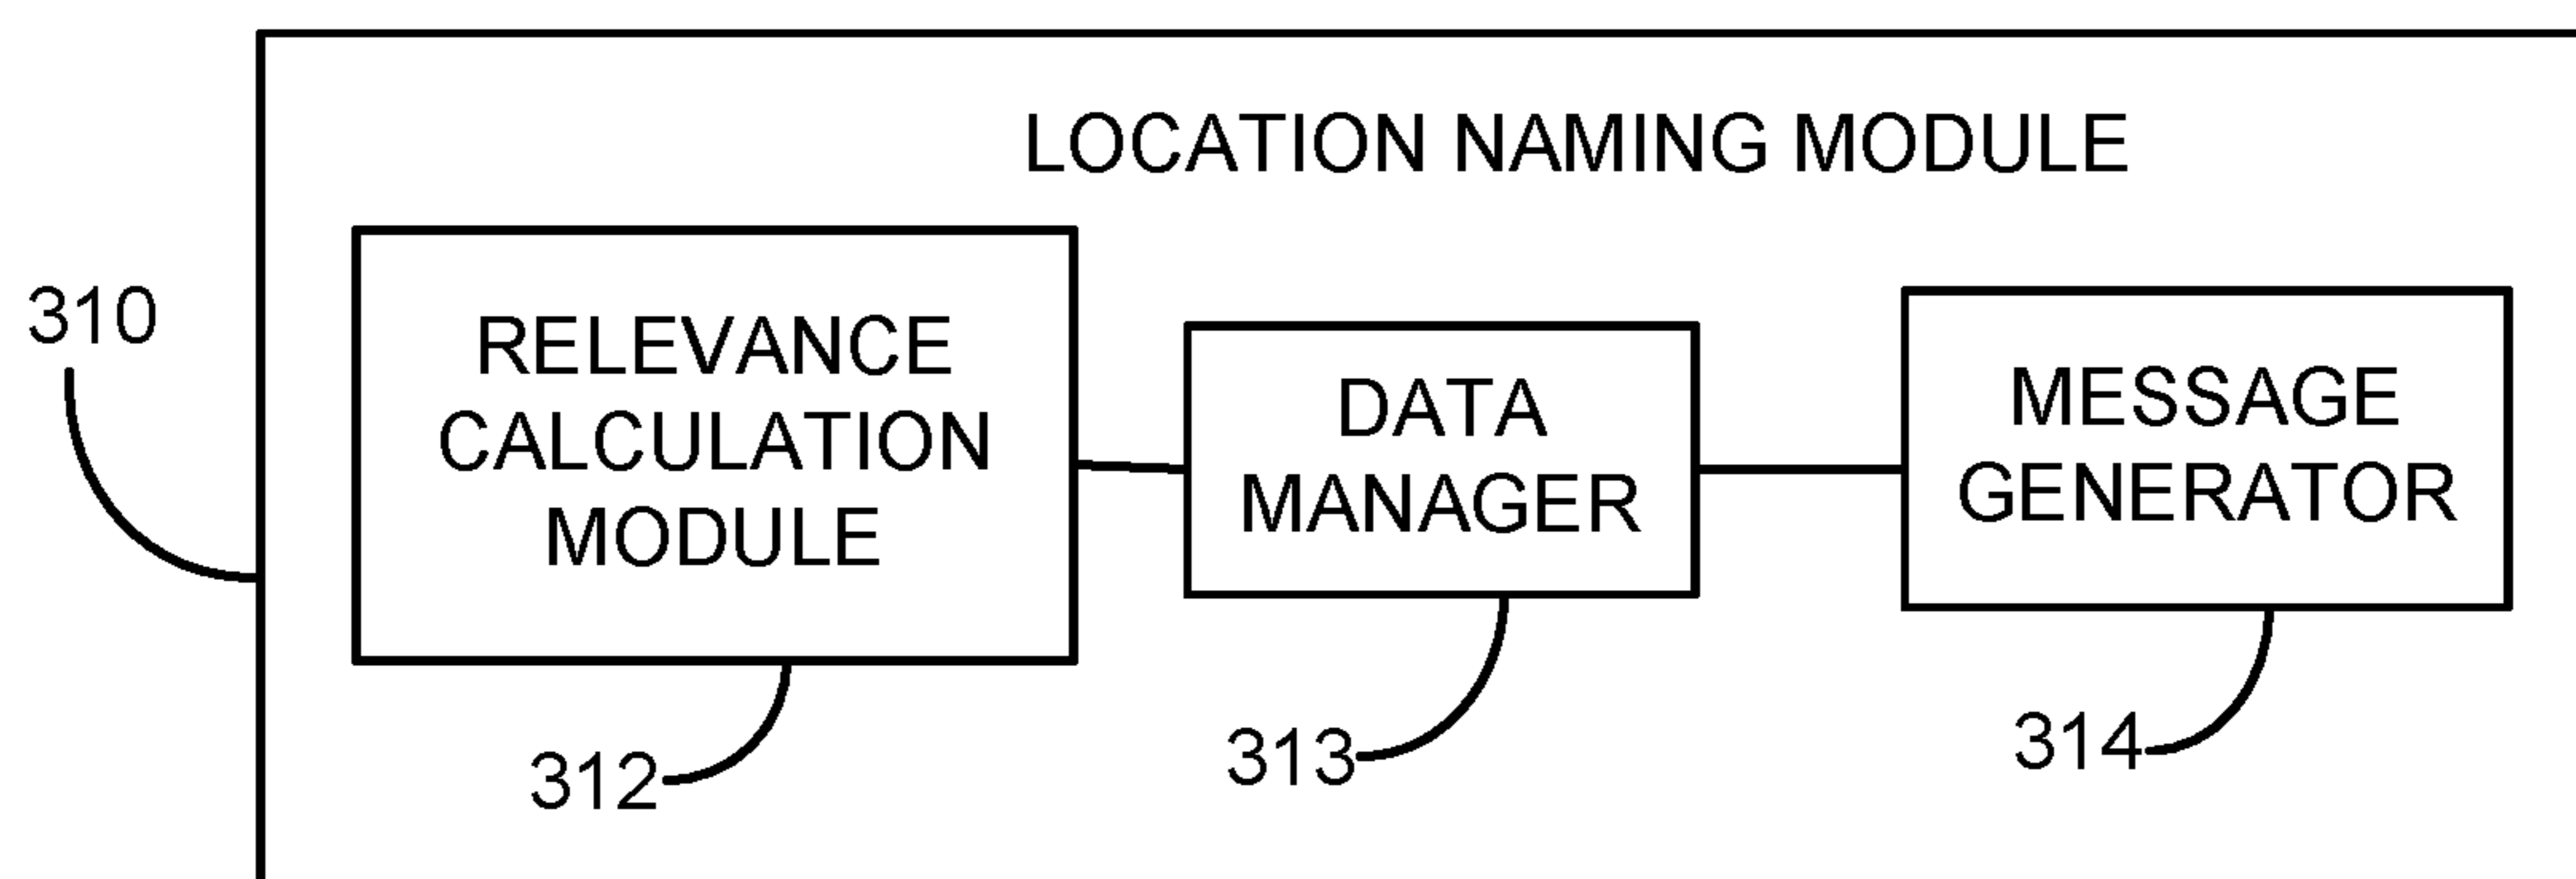 LOCATION NAMING MODULE
310
RELEVANCE
CALCULATION
MODULE
DATA
MANAGER
MESSAGE
GENERATOR
312
313
314